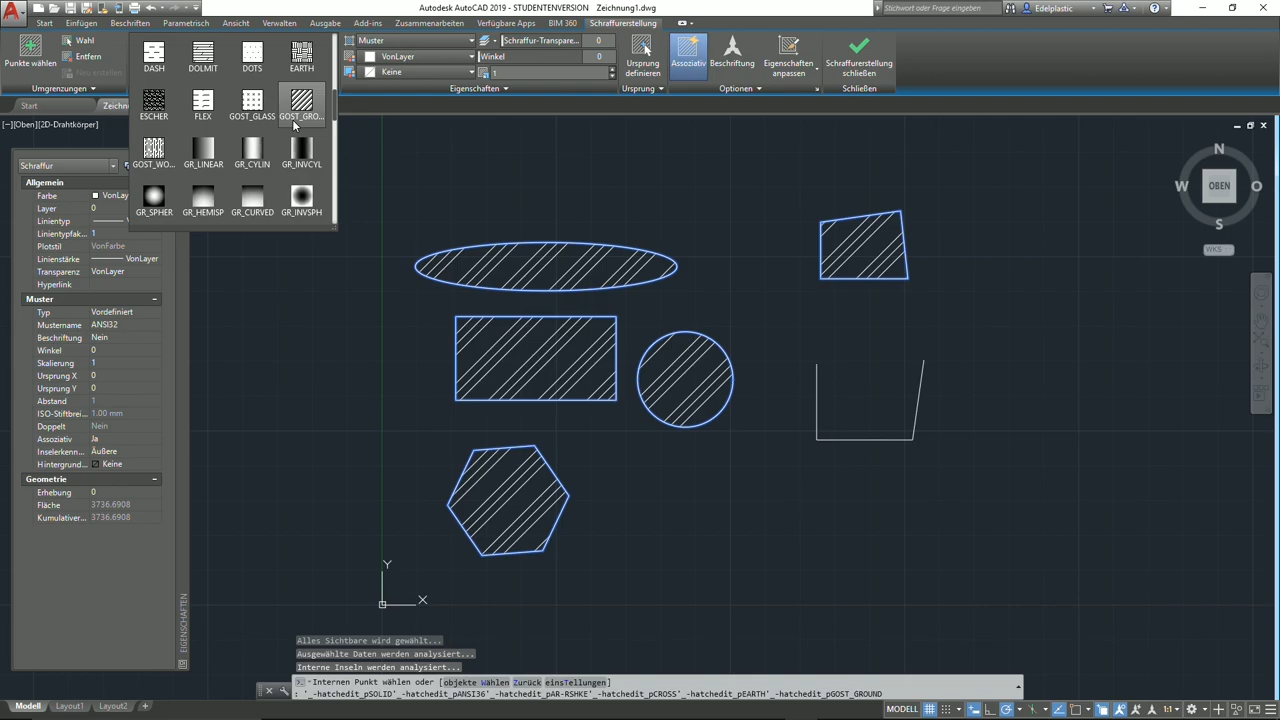 Autodesk AutoCAD 2019 - STUDENTENVERSION Zeichnung1.dwg
Stichwort oder Frage eingeben
Edelplastic
Start Einfügen Beschriften Parametrisch Ansicht Verwalten Ausgabe Add-ins Zusammenarbeiten Verfügbare Apps BIM 360 Schraffurerstellung
Punkte wählen
Wahl
Entfernen
Neu erstellen
Umgrenzungen
DASH DOLMIT DOTS EARTH
ESCHER FLEX GOST_GLASS GOST_GRO...
GOST_WO... GR_LINEAR GR_CYLIN GR_INVCYL
GR_SPHER GR_HEMISP GR_CURVED GR_INVSPH
Muster
VonLayer
Keine
Schraffur-Transpare... 0
Winkel 0
1
Eigenschaften
Ursprung definieren
Ursprung
Assoziativ
Beschriftung
Eigenschaften anpassen
Optionen
Schraffurerstellung schließen
Schließen
Start
Zeichn
[−][Oben][2D-Drahtkörper]
Schraffur
Allgemein
Farbe VonLay
Layer 0
Linientyp
Linientypfak... 1
Plotstil VonFarbe
Linienstärke VonLayer
Transparenz VonLayer
Hyperlink
Muster
Typ Vordefiniert
Mustername ANSI32
Beschriftung Nein
Winkel 0
Skalierung 1
Ursprung X 0
Ursprung Y 0
Abstand 1
ISO-Stiftbrei... 1.00 mm
Doppelt Nein
Assoziativ Ja
Inselerkenn... Äußere
Hintergrund... Keine
Geometrie
Erhebung 0
Fläche 3736.6908
Kumulativer... 3736.6908
EIGENSCHAFTEN
N
W OBEN O
S
WKS
Y
X
Alles Sichtbare wird gewählt...
Ausgewählte Daten werden analysiert...
Interne Inseln werden analysiert...
Internen Punkt wählen oder [objekte Wählen Zurück einsTellungen]
: '_-hatchedit_pSOLID'_-hatchedit_pANSI36'_-hatchedit_pAR-RSHKE'_-hatchedit_pCROSS'_-hatchedit_pEARTH'_-hatchedit_pGOST_GROUND
Modell Layout1 Layout2 +
MODELL
1:1